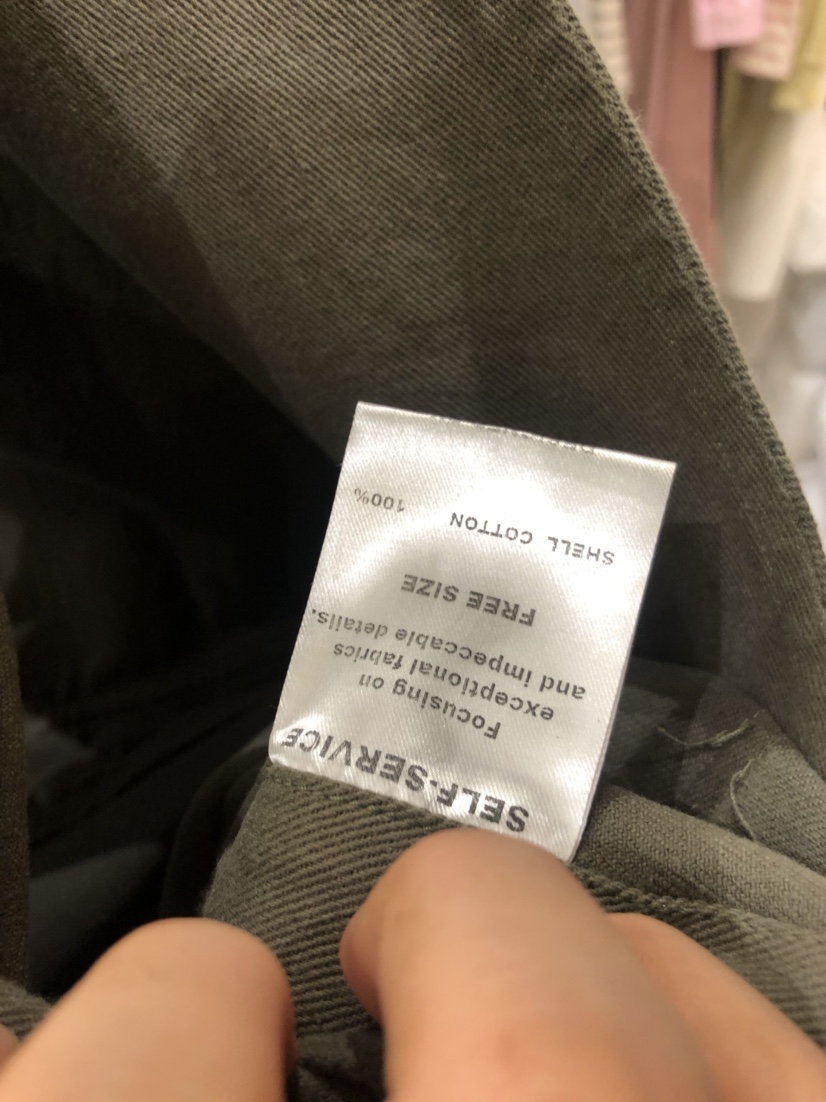 SELF-SERVICE
Focusing on
exceptional fabrics
and impeccable details.
FREE SIZE
SHELL COTTON 100%